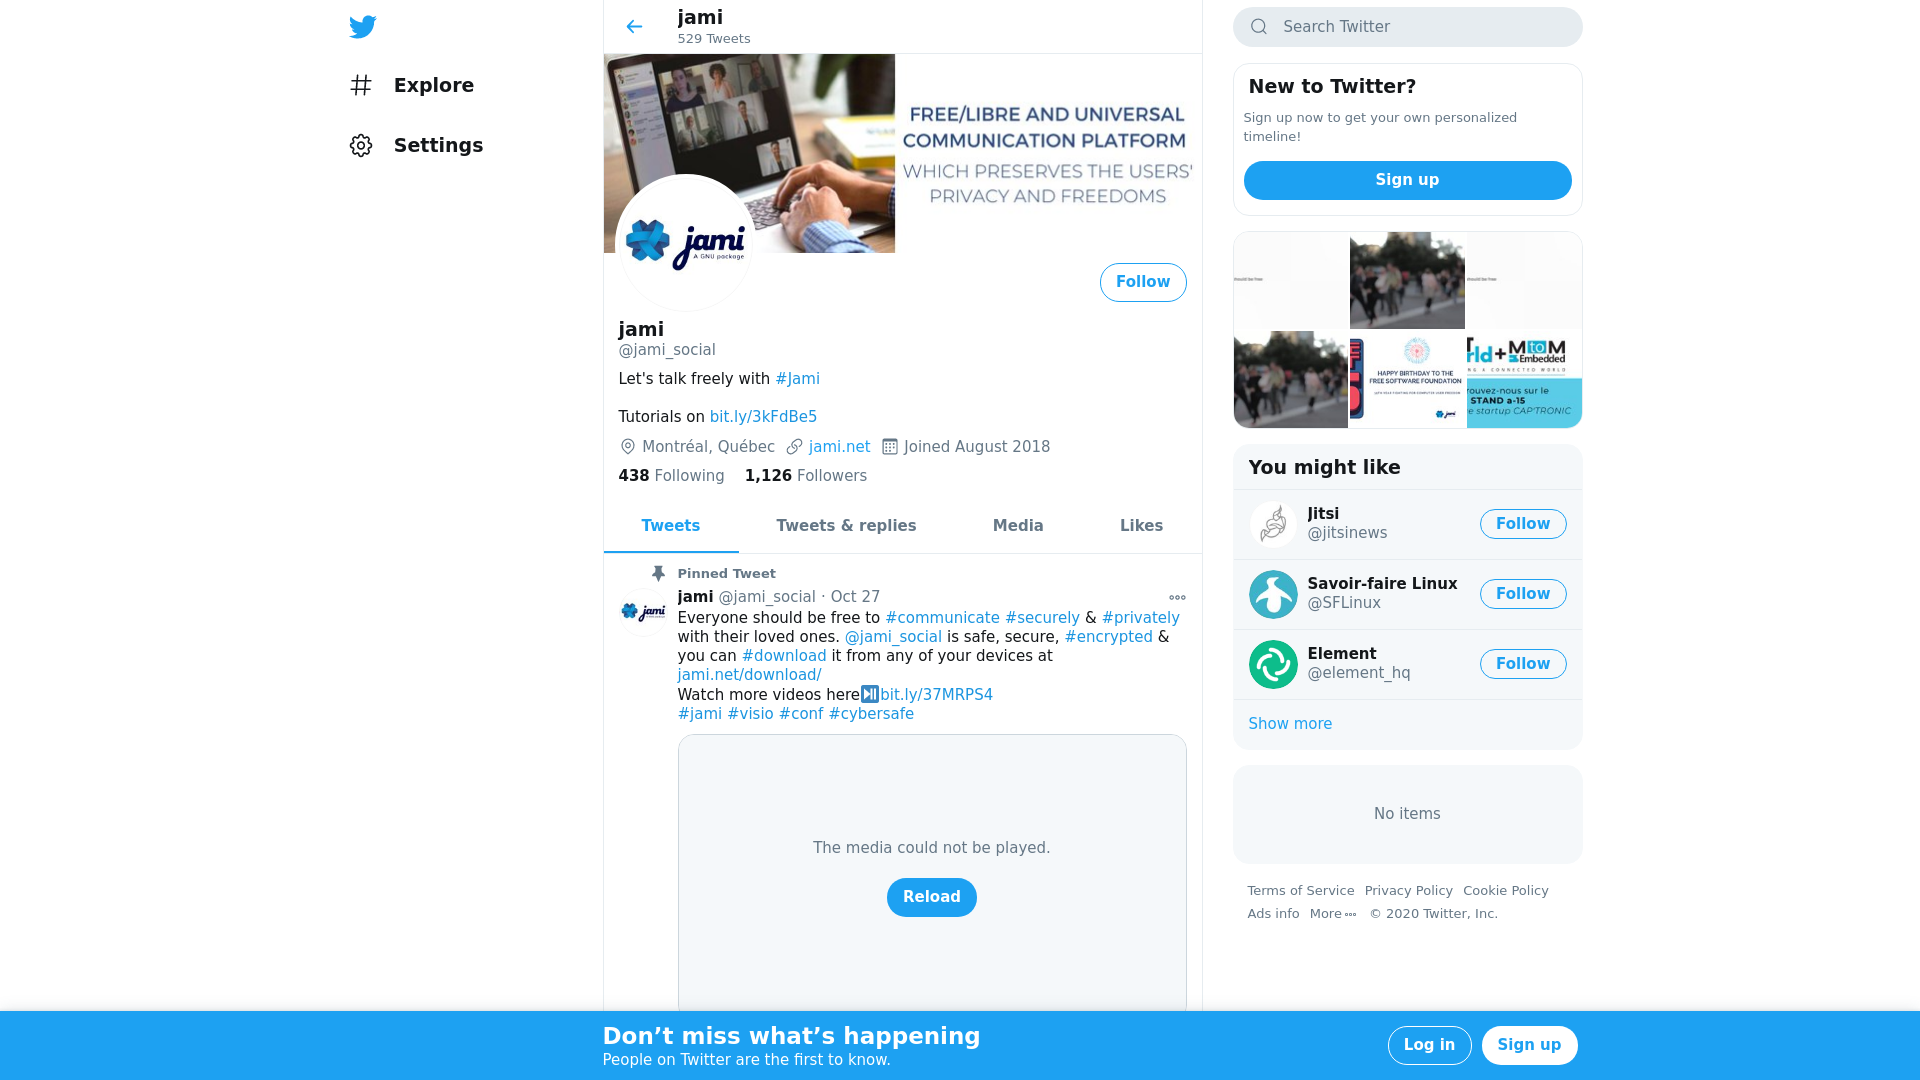 Explore
Settings
jami
529 Tweets
FREE/LIBRE AND UNIVERSAL
COMMUNICATION PLATFORM
WHICH PRESERVES THE USERS'
PRIVACY AND FREEDOMS
jami
A GNU package
Follow
jami
@jami_social
Let's talk freely with #Jami
Tutorials on bit.ly/3kFdBe5
Montréal, Québec jami.net Joined August 2018
438 Following 1,126 Followers
Tweets Tweets & replies Media Likes
Pinned Tweet
jami @jami_social · Oct 27
jami
Everyone should be free to #communicate #securely & #privately
with their loved ones. @jami_social is safe, secure, #encrypted &
you can #download it from any of your devices at
jami.net/download/
Watch more videos here⏯bit.ly/37MRPS4
#jami #visio #conf #cybersafe
The media could not be played.
Reload
Search Twitter
New to Twitter?
Sign up now to get your own personalized
timeline!
Sign up
HAPPY BIRTHDAY TO THE
FREE SOFTWARE FOUNDATION
jami
rld+MtoM
Embedded
G A CONNECTED WORLD
rouvez-nous sur le
STAND a-15
e startup CAP'TRONIC
You might like
Jitsi
@jitsinews
Follow
Savoir-faire Linux
@SFLinux
Follow
Element
@element_hq
Follow
Show more
No items
Terms of Service Privacy Policy Cookie Policy
Ads info More © 2020 Twitter, Inc.
Don’t miss what’s happening
People on Twitter are the first to know.
Log in
Sign up